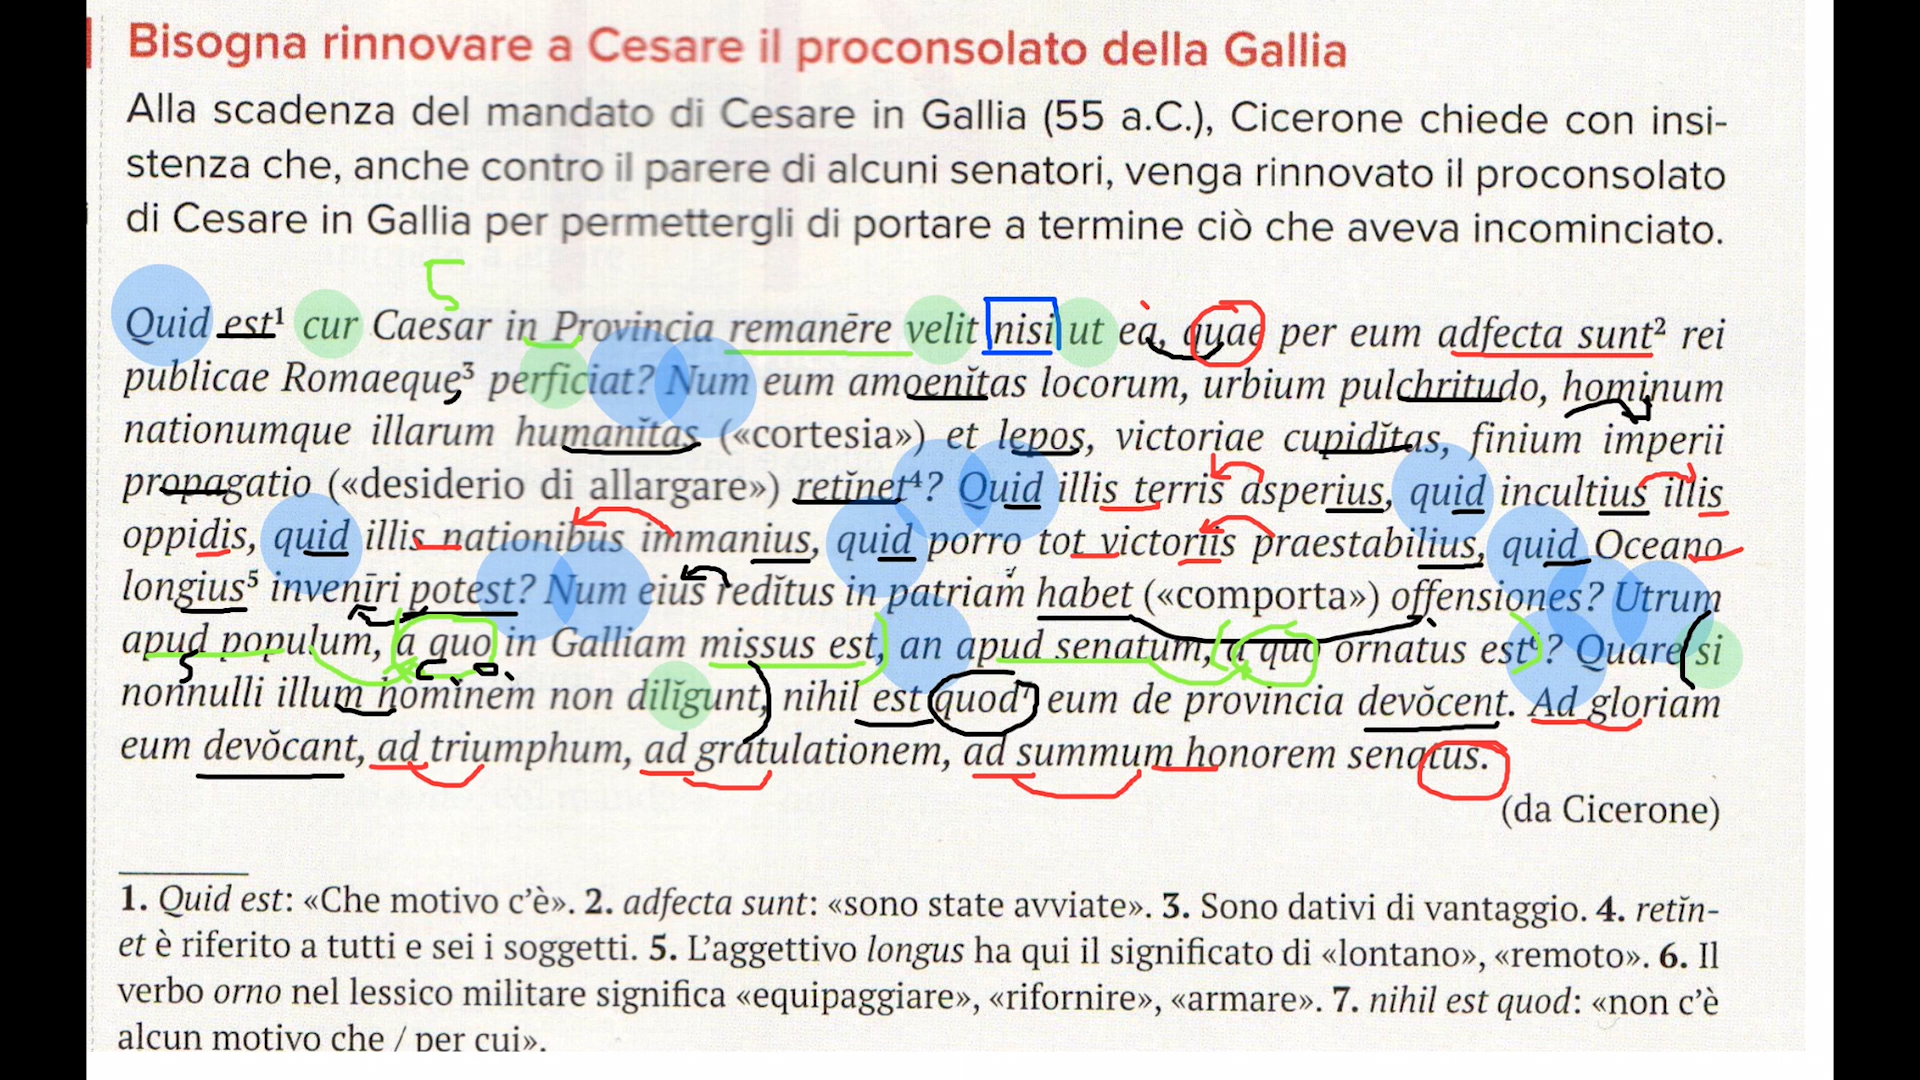 Bisogna rinnovare a Cesare il proconsolato della Gallia
Alla scadenza del mandato di Cesare in Gallia (55 a.C.), Cicerone chiede con insi-
stenza che, anche contro il parere di alcuni senatori, venga rinnovato il proconsolato
di Cesare in Gallia per permettergli di portare a termine ciò che aveva incominciato.
Quid est¹ cur Caesar in Provincia remanēre velit nisi ut ea, quae per eum adfecta sunt² rei
publicae Romaeque³ perficiat? Num eum amoenĭtas locorum, urbium pulchritudo, hominum
nationumque illarum humanĭtas («cortesia») et lepos, victoriae cupidĭtas, finium imperii
propagatio («desiderio di allargare») retĭnet⁴? Quid illis terris asperius, quid incultius illis
oppidis, quid illis nationibus immanius, quid porro tot victoriis praestabilius, quid Oceano
longius⁵ invenīri potest? Num eius redĭtus in patriam habet («comporta») offensiones? Utrum
apud populum, a quo in Galliam missus est, an apud senatum, a quo ornatus est⁶? Quare si
nonnulli illum hominem non dilĭgunt, nihil est quod⁷ eum de provincia devŏcent. Ad gloriam
eum devŏcant, ad triumphum, ad gratulationem, ad summum honorem senatus.
(da Cicerone)
1. Quid est: «Che motivo c'è». 2. adfecta sunt: «sono state avviate». 3. Sono dativi di vantaggio. 4. retĭn-
et è riferito a tutti e sei i soggetti. 5. L'aggettivo longus ha qui il significato di «lontano», «remoto». 6. Il
verbo orno nel lessico militare significa «equipaggiare», «rifornire», «armare». 7. nihil est quod: «non c'è
alcun motivo che / per cui».